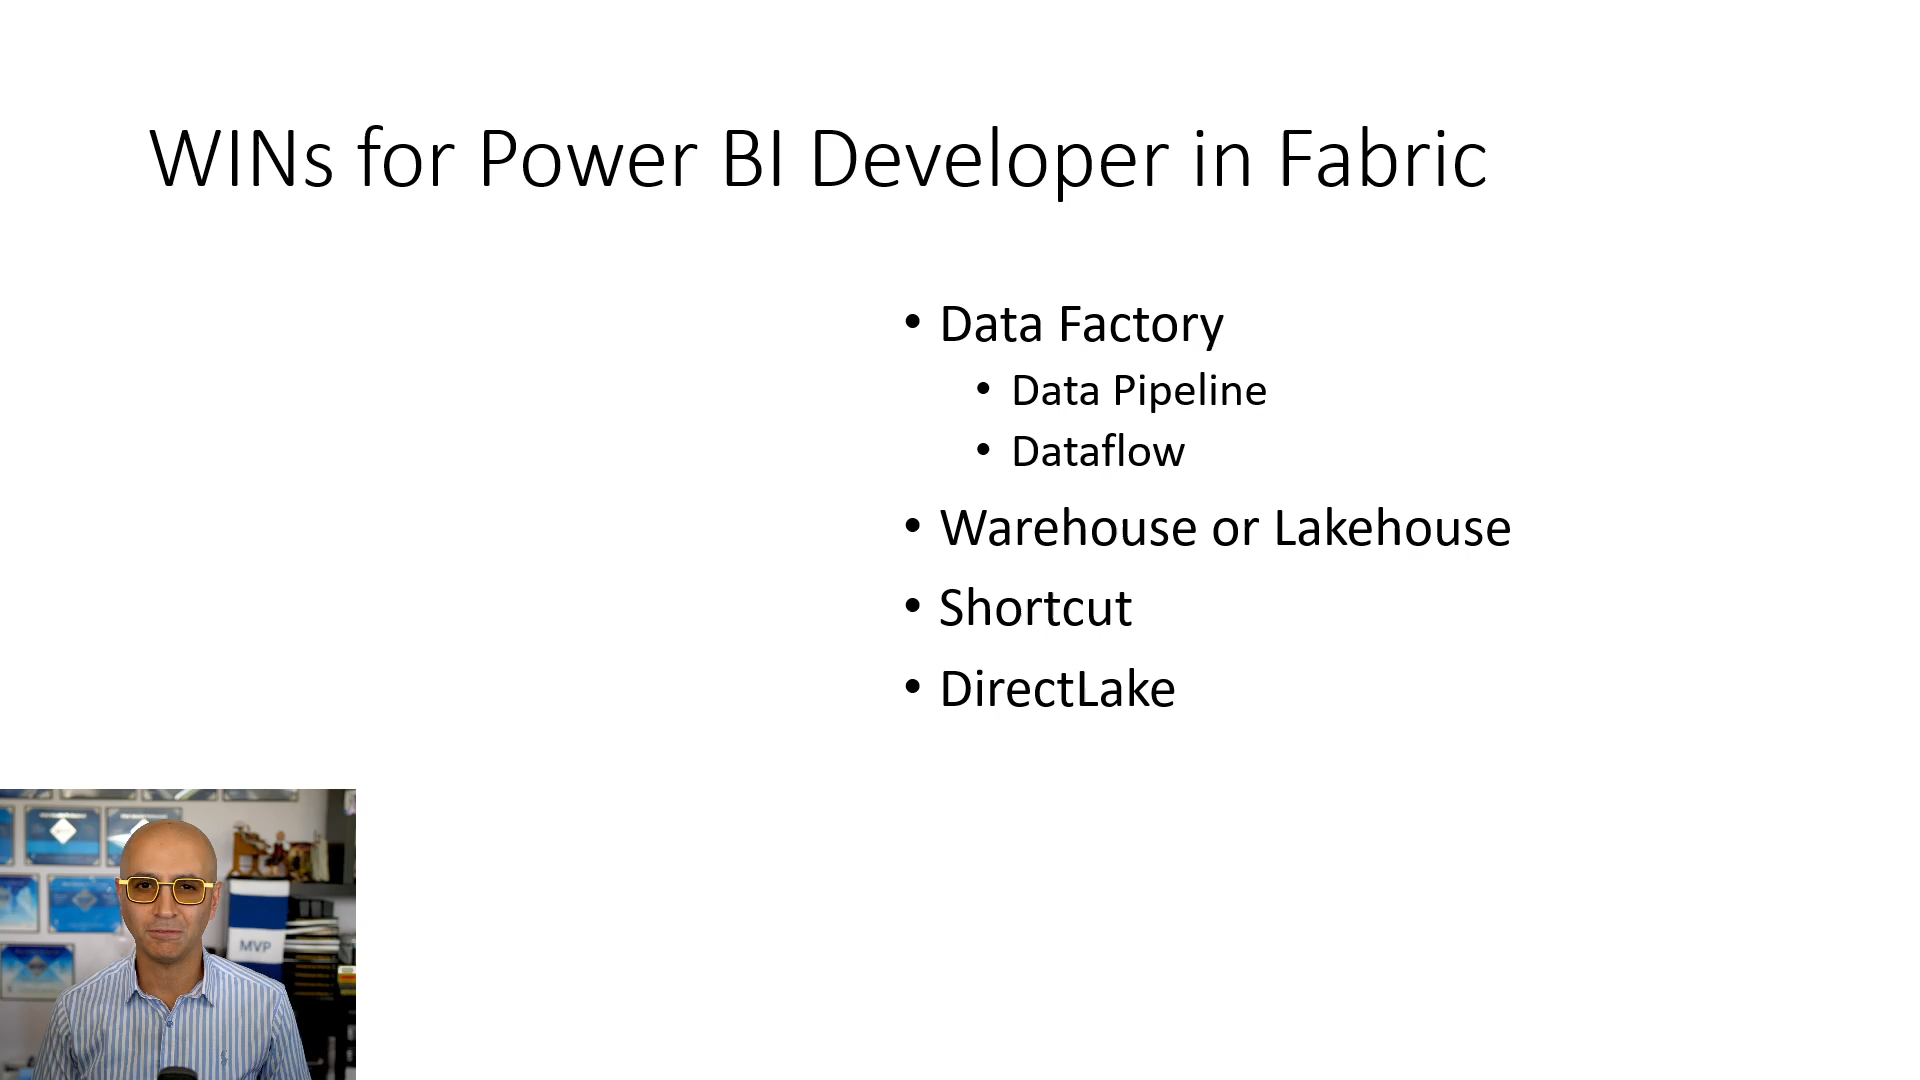 WINs for Power BI Developer in Fabric
• Data Factory
• Data Pipeline
• Dataflow
• Warehouse or Lakehouse
• Shortcut
• DirectLake
MVP